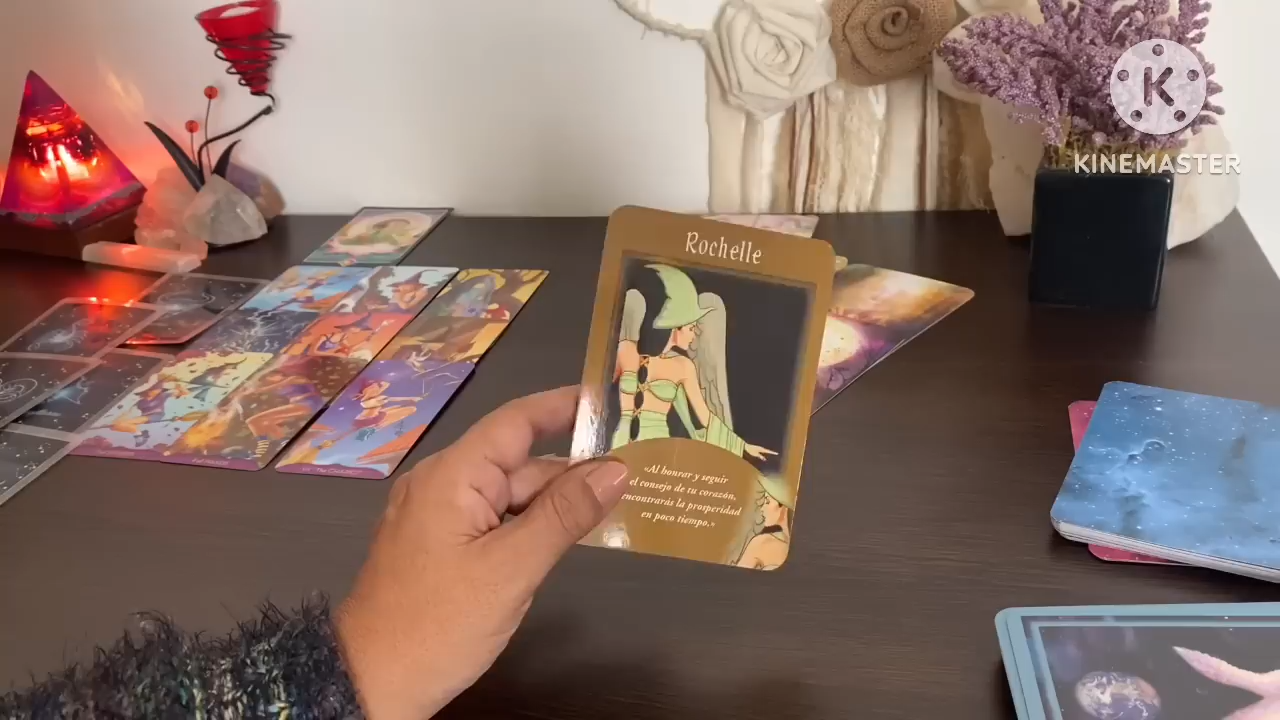 K
KINEMASTER
Rochelle
«Al honrar y seguir
el consejo de tu corazón,
encontrarás la prosperidad
en poco tiempo.»